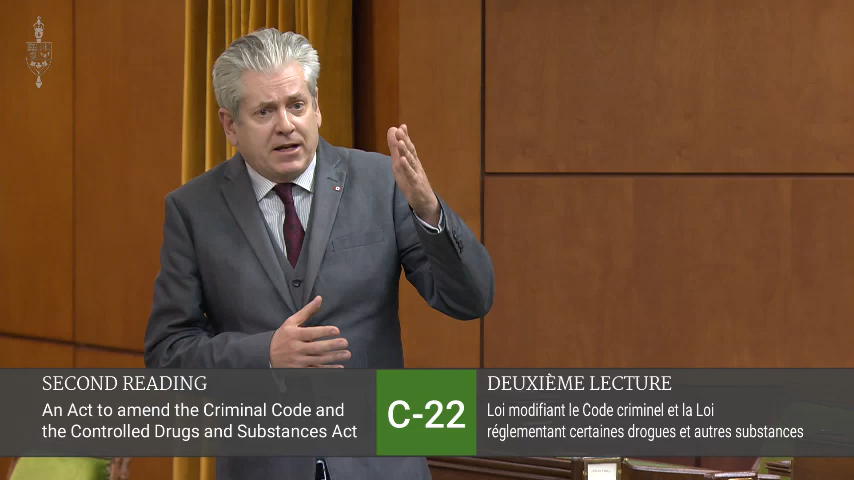 SECOND READING
An Act to amend the Criminal Code and
the Controlled Drugs and Substances Act
C-22
DEUXIÈME LECTURE
Loi modifiant le Code criminel et la Loi
réglementant certaines drogues et autres substances